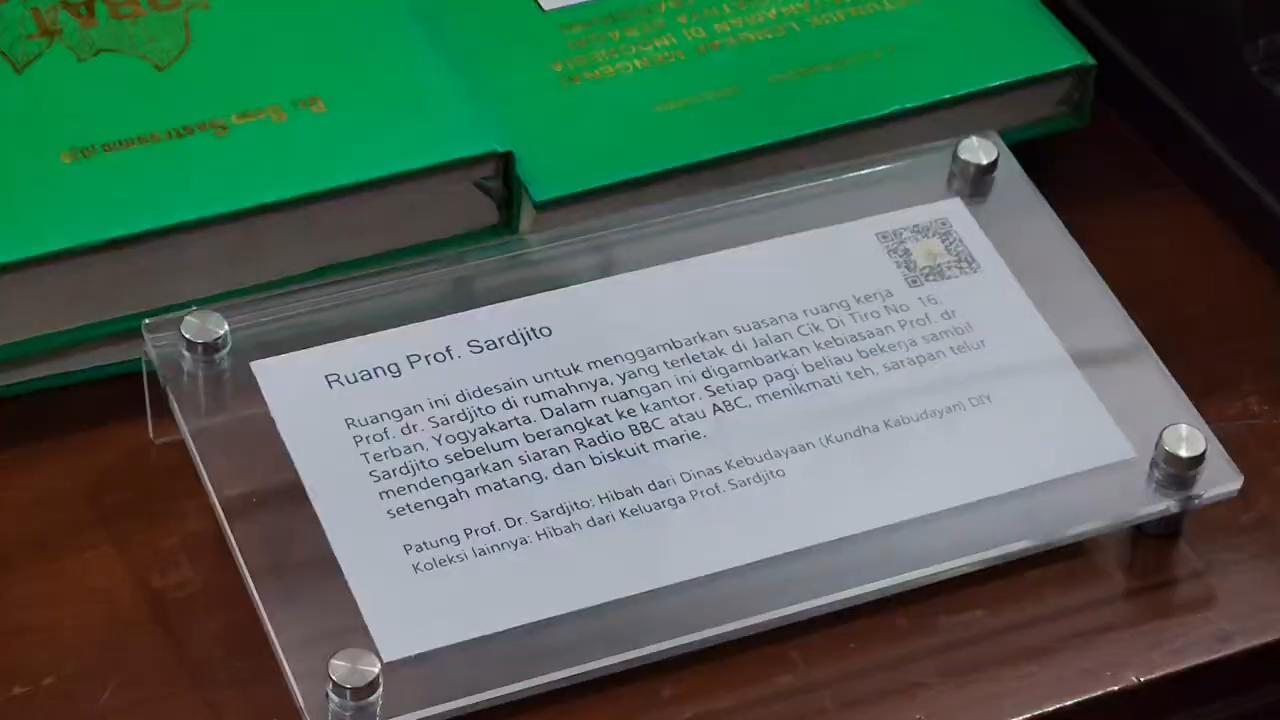 OBAT
Dr. Seno Sastroamidjojo
Ruang Prof. Sardjito
Ruangan ini didesain untuk menggambarkan suasana ruang kerja
Prof. dr. Sardjito di rumahnya, yang terletak di Jalan Cik Di Tiro No. 16,
Terban, Yogyakarta. Dalam ruangan ini digambarkan kebiasaan Prof. dr
Sardjito sebelum berangkat ke kantor. Setiap pagi beliau bekerja sambil
mendengarkan siaran Radio BBC atau ABC, menikmati teh, sarapan telur
setengah matang, dan biskuit marie.
Patung Prof. Dr. Sardjito: Hibah dari Dinas Kebudayaan (Kundha Kabudayan) DIY
Koleksi lainnya: Hibah dari Keluarga Prof. Sardjito